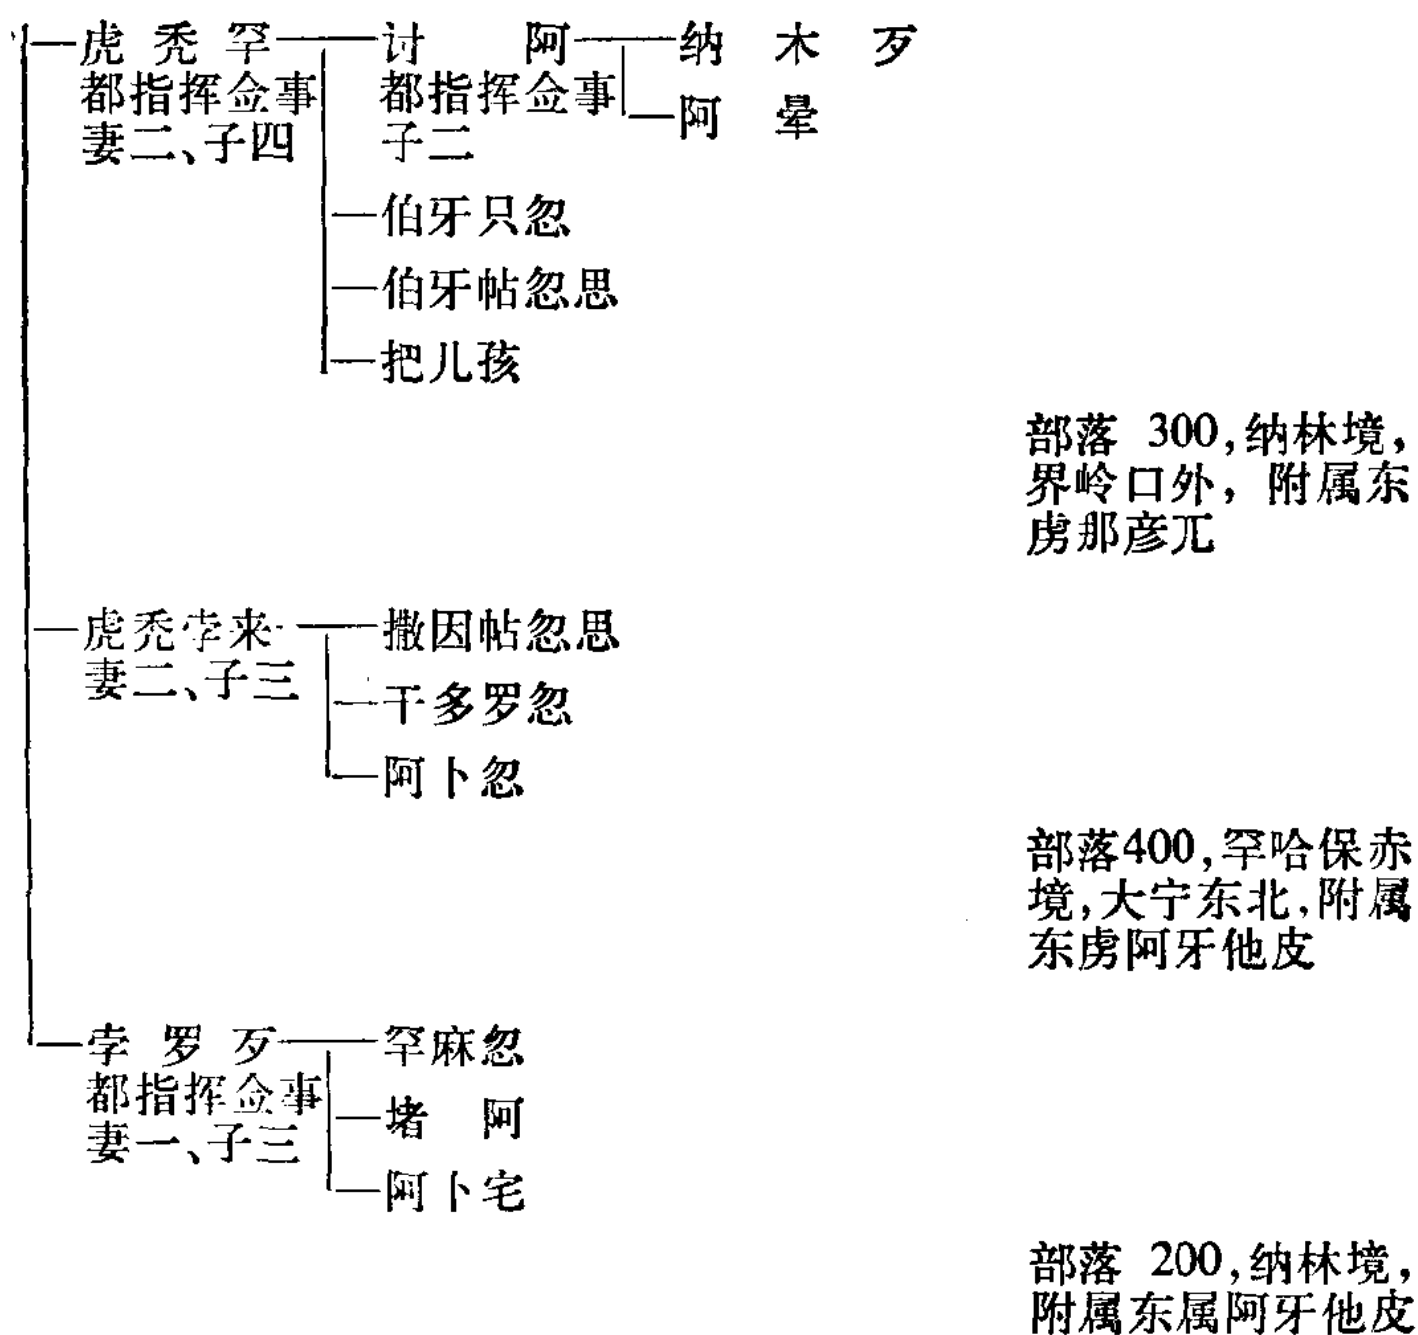 虎秃罕 讨阿 纳木歹
都指挥佥事 都指挥佥事 阿晕
妻二、子四 子二
伯牙只忽
伯牙帖忽思
把儿孩
部落 300,纳林境,
界岭口外，附属东
虏那彦兀
虎秃孛来 撒因帖忽思
妻二、子三
干多罗忽
阿卜忽
部落400,罕哈保赤
境,大宁东北,附属
东虏阿牙他皮
孛罗歹 罕麻忽
都指挥佥事
堵阿
妻一、子三
阿卜宅
部落 200,纳林境,
附属东属阿牙他皮